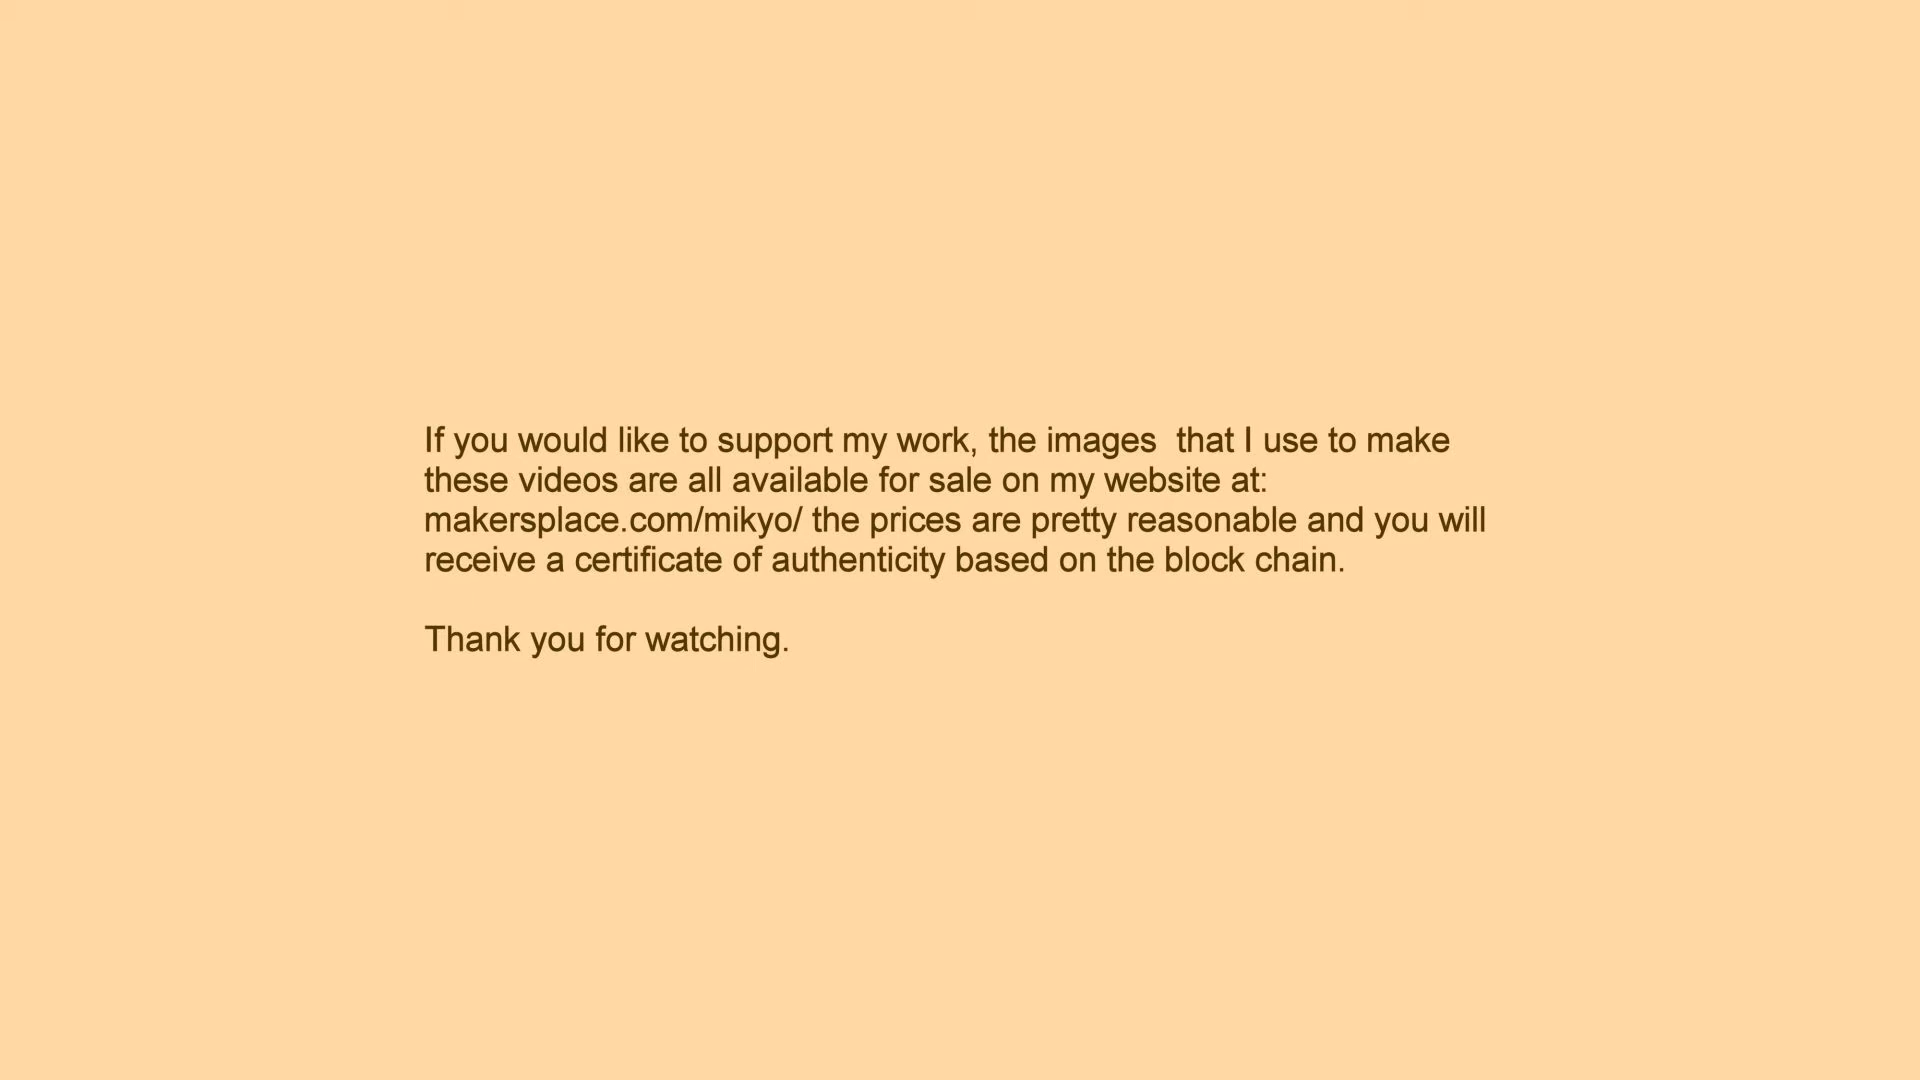 If you would like to support my work, the images  that I use to make
these videos are all available for sale on my website at:
makersplace.com/mikyo/ the prices are pretty reasonable and you will
receive a certificate of authenticity based on the block chain.
Thank you for watching.